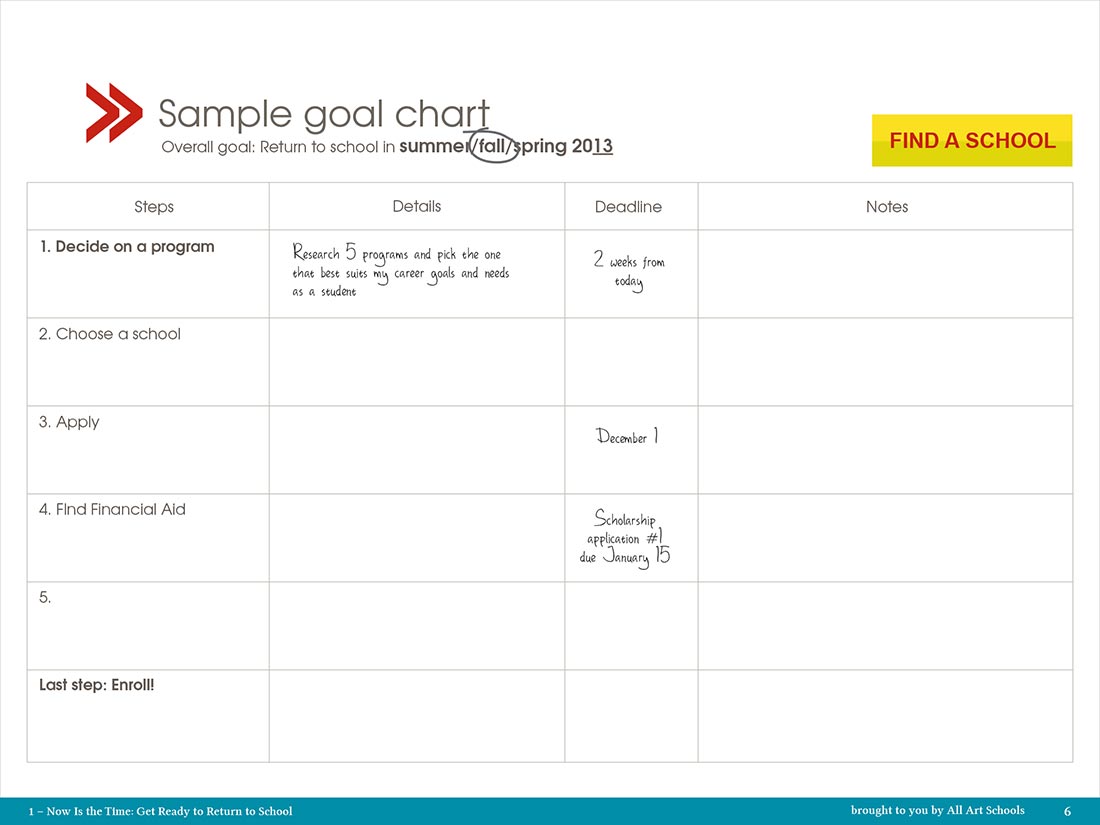 Sample goal chart
Overall goal: Return to school in summer/fall/spring 2013
FIND A SCHOOL
Steps Details Deadline Notes
1. Decide on a program
Research 5 programs and pick the one
that best suits my career goals and needs
as a student
2 weeks from
today
2. Choose a school
3. Apply
December 1
4. FInd Financial Aid
Scholarship
application #1
due January 15
5.
Last step: Enroll!
1 – Now Is the Time: Get Ready to Return to School
brought to you by All Art Schools 6